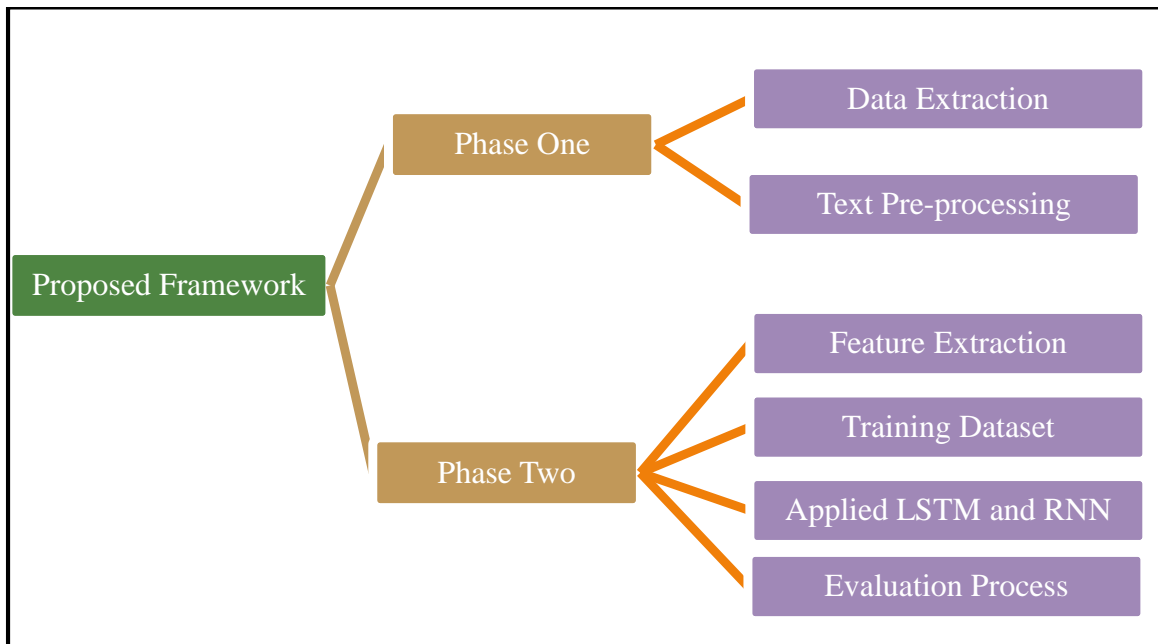 Proposed Framework
Phase One
Data Extraction
Text Pre-processing
Phase Two
Feature Extraction
Training Dataset
Applied LSTM and RNN
Evaluation Process